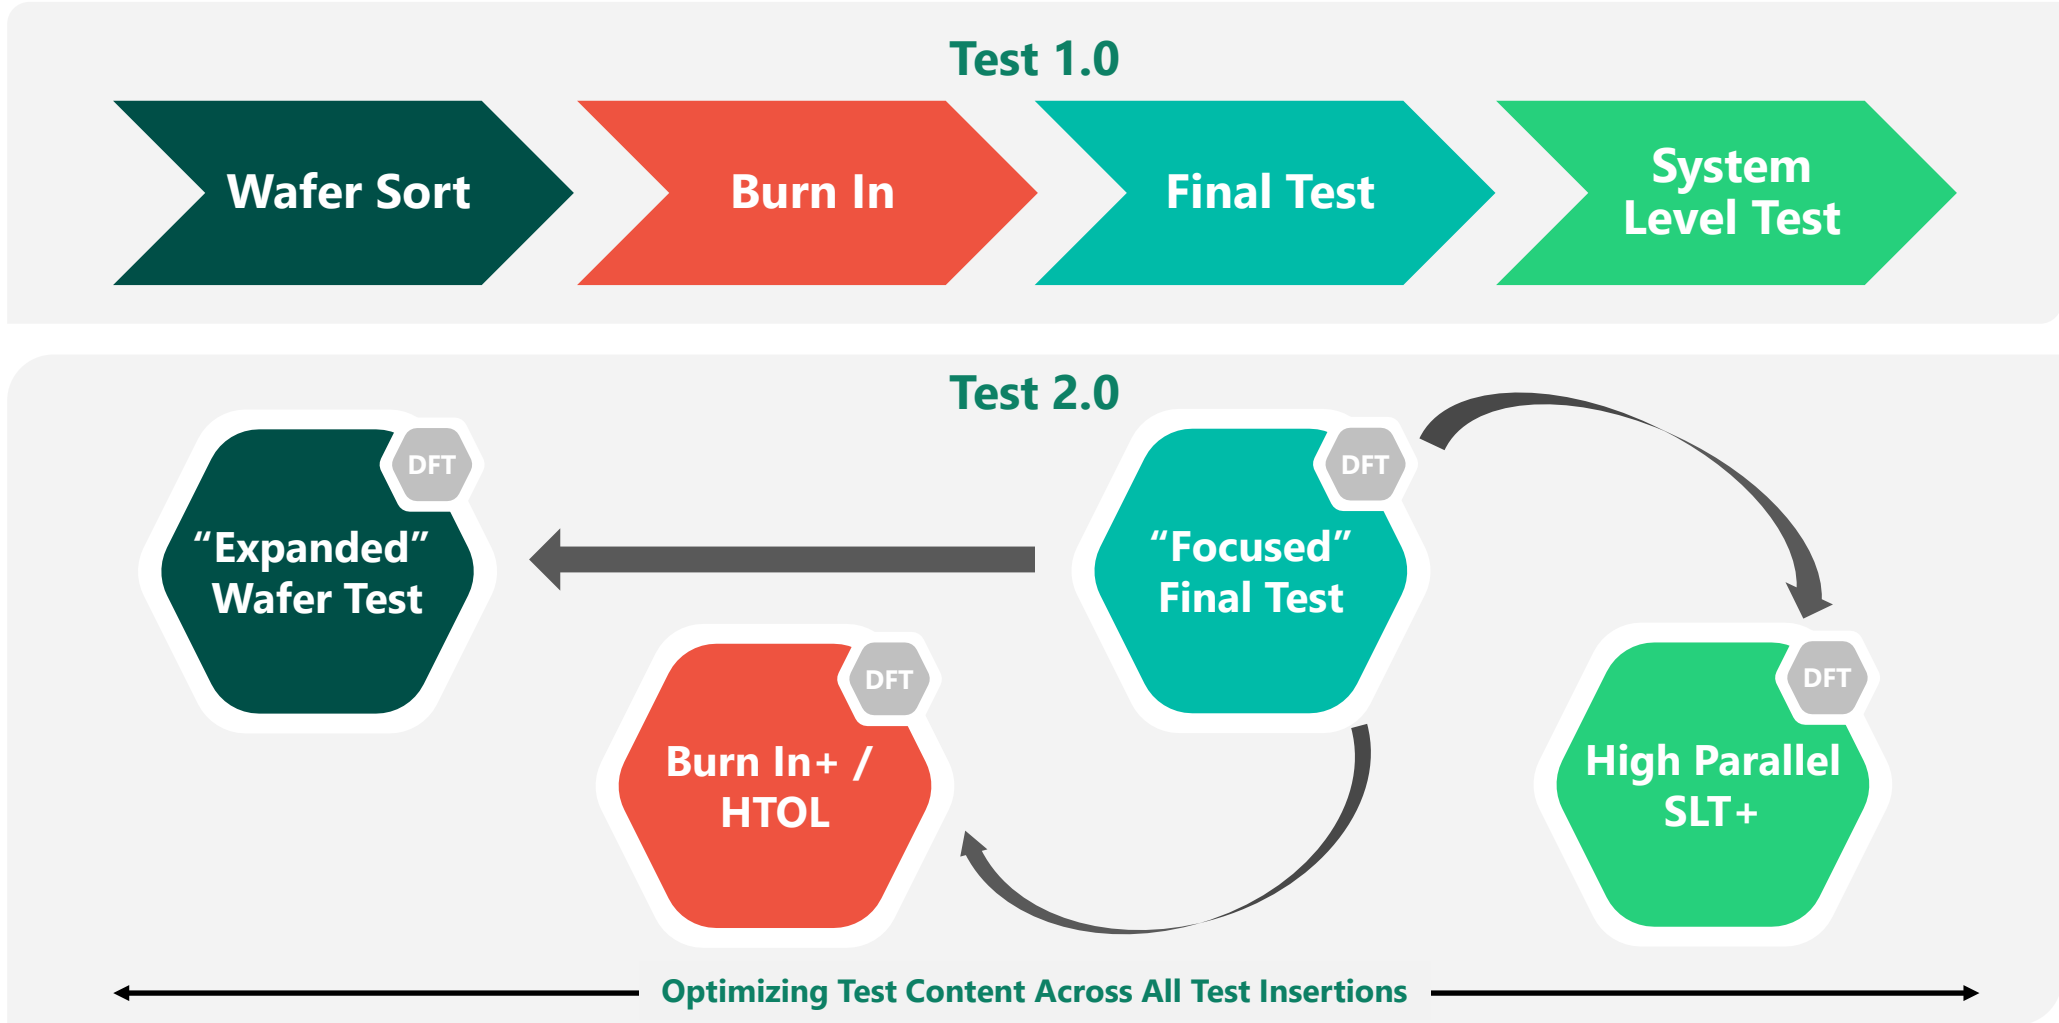 Test 1.0
Wafer Sort
Burn In
Final Test
System
Level Test
Test 2.0
DFT
“Expanded”
Wafer Test
DFT
Burn In+ /
HTOL
DFT
“Focused”
Final Test
DFT
High Parallel
SLT+
Optimizing Test Content Across All Test Insertions